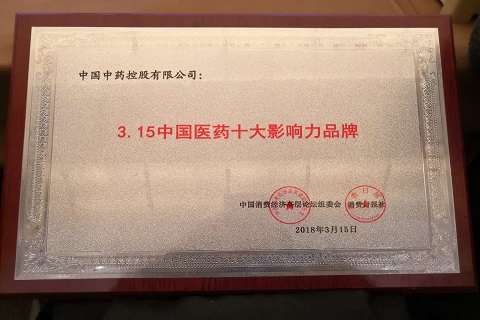 中国中药控股有限公司：
3.15中国医药十大影响力品牌
中国消费经济高层论坛组委会 消费日报社
2018年3月15日